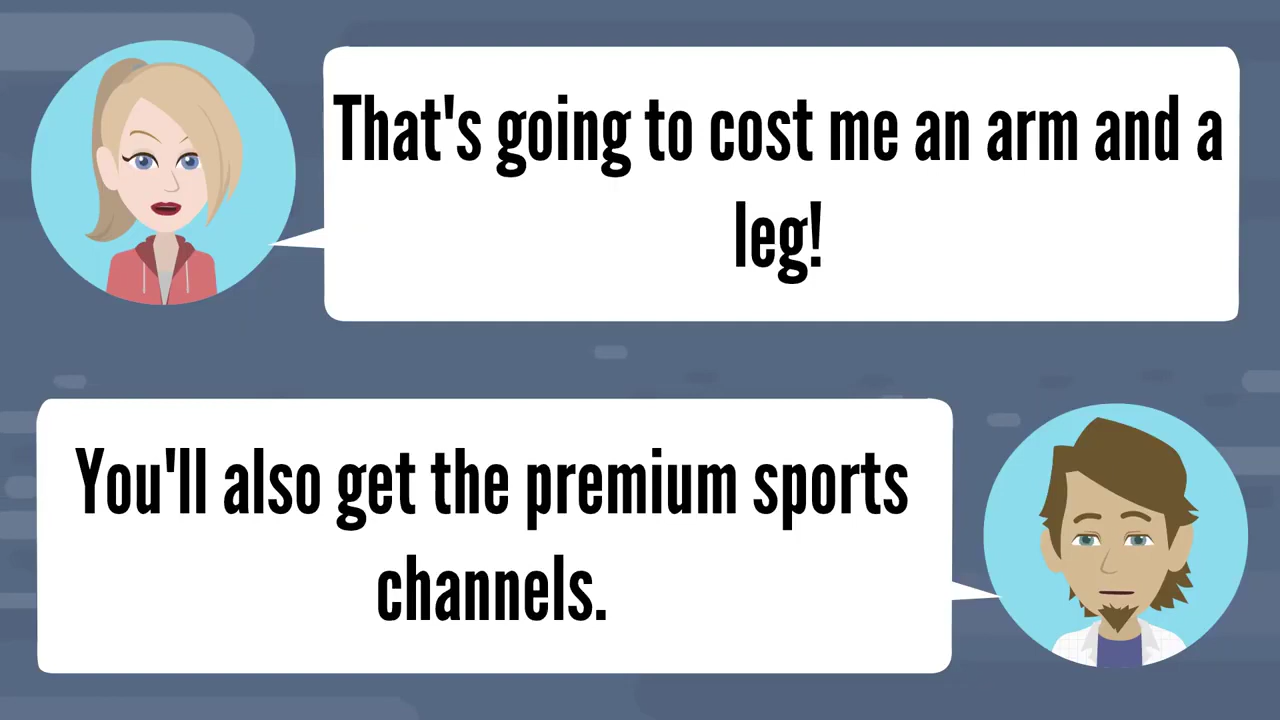 That's going to cost me an arm and a
leg!
You'll also get the premium sports
channels.